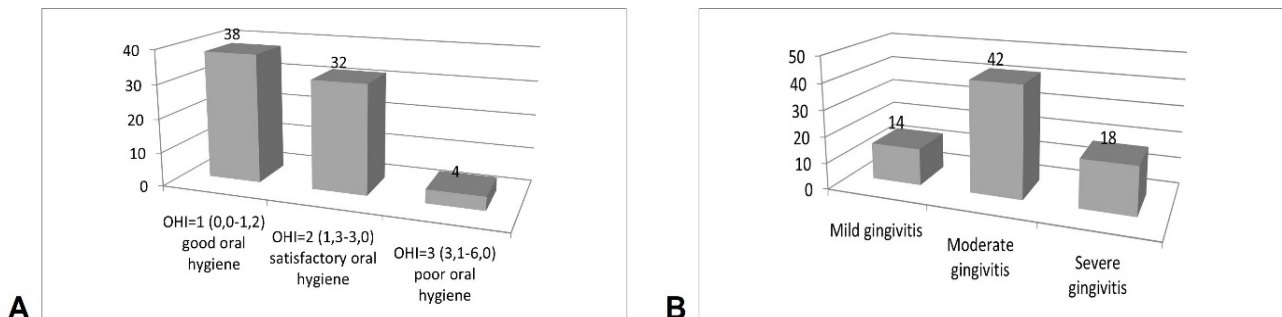 38
40
32
30
20
10
4
0
OHI=1 (0,0-1,2)
good oral
hygiene
OHI=2 (1,3-3,0)
satisfactory oral
hygiene
OHI=3 (3,1-6,0)
poor oral
hygiene
A
50
42
40
30
20
14
18
10
0
Mild gingivitis
Moderate
gingivitis
Severe
gingivitis
B